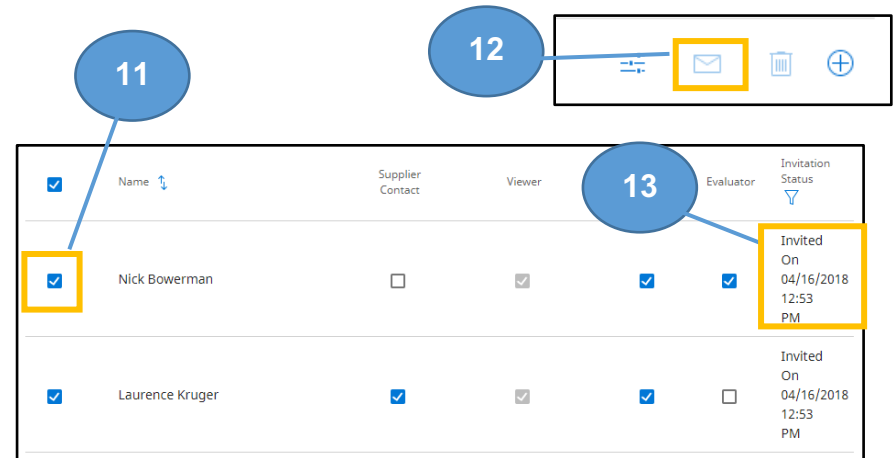 12
11
Name
Supplier
Contact
Viewer
13
Evaluator
Invitation
Status
Nick Bowerman
Invited
On
04/16/2018
12:53
PM
Laurence Kruger
Invited
On
04/16/2018
12:53
PM